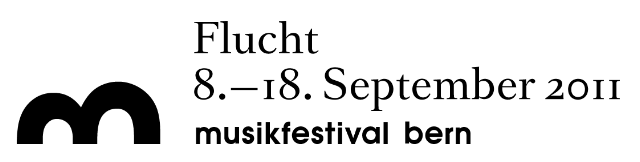 Flucht
8.–18. September 2011
musikfestival bern